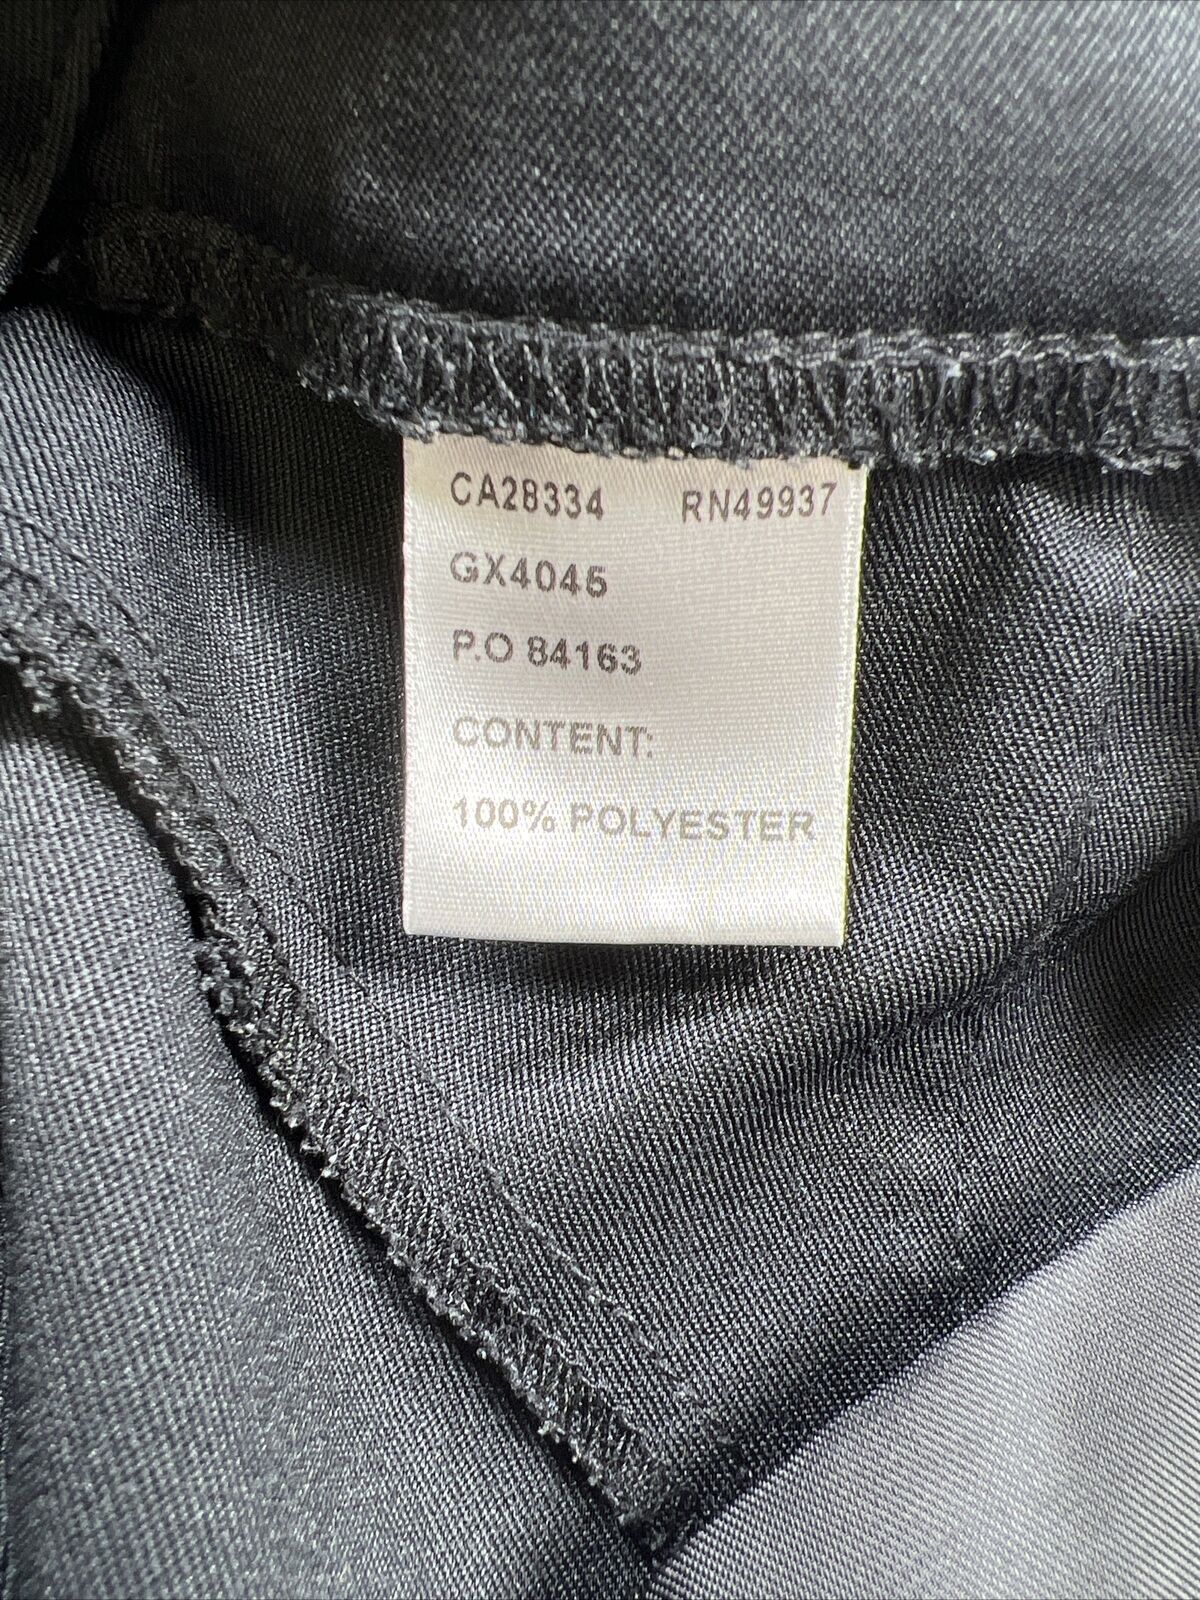 CA28334 RN49937
GX4045
P.O 84163
CONTENT:
100% POLYESTER